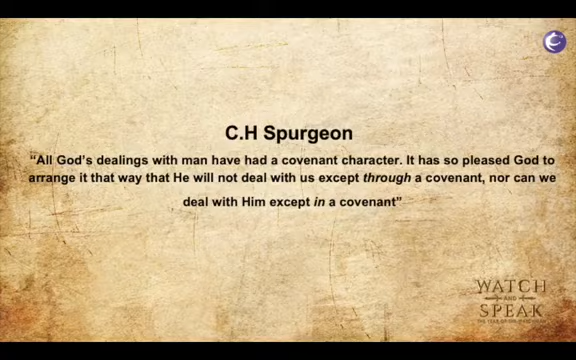 C.H Spurgeon
“All God’s dealings with man have had a covenant character. It has so pleased God to
arrange it that way that He will not deal with us except through a covenant, nor can we
deal with Him except in a covenant”
WATCH
AND
SPEAK